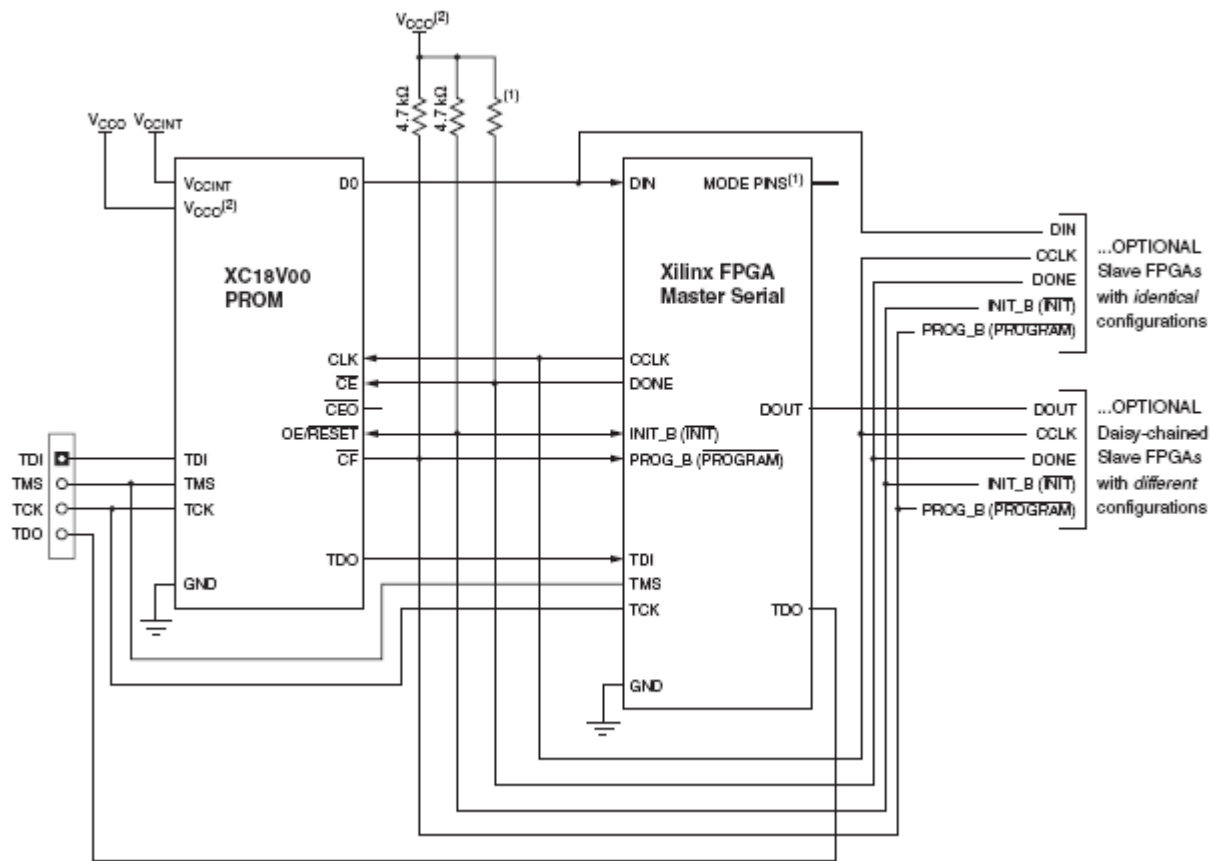 VCCO(2)
4.7 kΩ
4.7 kΩ
(1)
VCCO VCCINT
VCCINT
VCCO(2)
D0
XC18V00
PROM
CLK
CE
CEO
OE/RESET
CF
TDI
TMS
TCK
TDO
TDI
TMS
TCK
TDO
GND
DIN
MODE PINS(1)
Xilinx FPGA
Master Serial
CCLK
DONE
DOUT
INIT_B (INIT)
PROG_B (PROGRAM)
TDI
TMS
TCK
TDO
GND
DIN
CCLK
DONE
INIT_B (INIT)
PROG_B (PROGRAM)
...OPTIONAL
Slave FPGAs
with identical
configurations
DOUT
CCLK
DONE
INIT_B (INIT)
PROG_B (PROGRAM)
...OPTIONAL
Daisy-chained
Slave FPGAs
with different
configurations